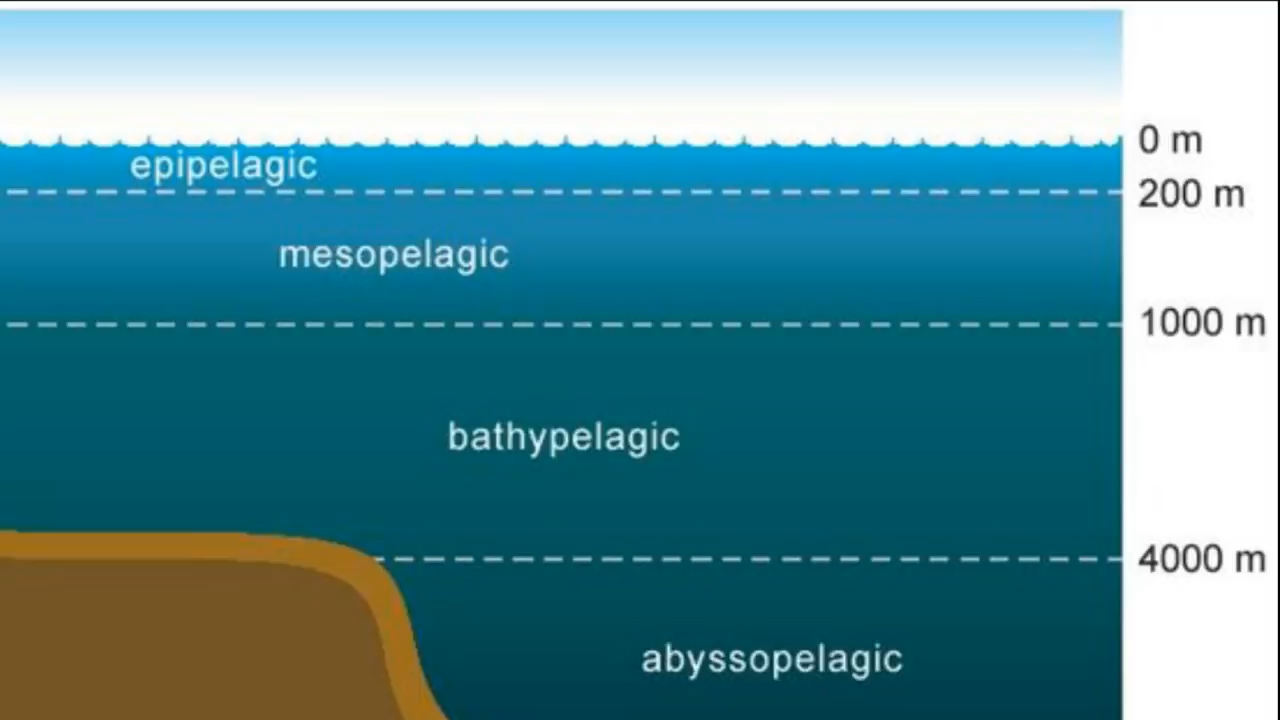 0 m
epipelagic
200 m
mesopelagic
1000 m
bathypelagic
4000 m
abyssopelagic